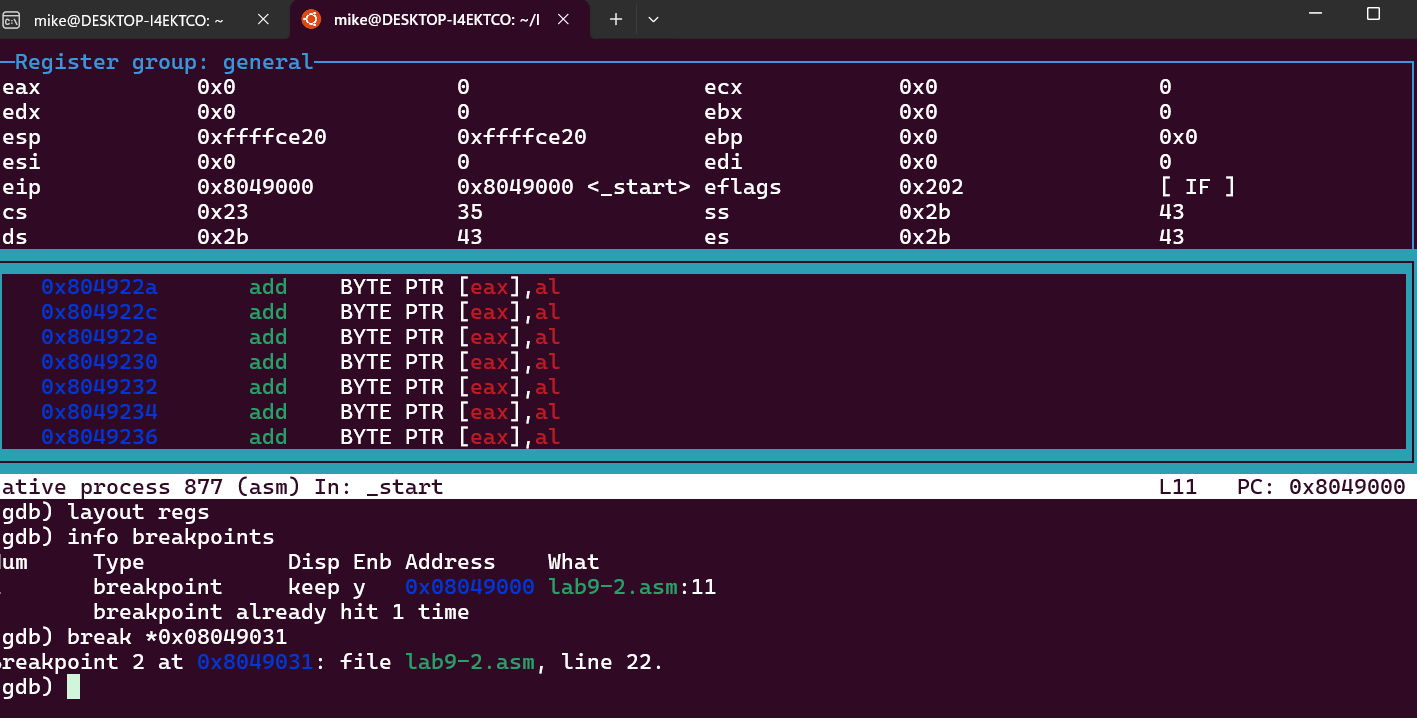 mike@DESKTOP-I4EKTCO: ~ mike@DESKTOP-I4EKTCO: ~/l
Register group: general
eax 0x0 0 ecx 0x0 0
edx 0x0 0 ebx 0x0 0
esp 0xffffce20 0xffffce20 ebp 0x0 0x0
esi 0x0 0 edi 0x0 0
eip 0x8049000 0x8049000 <_start> eflags 0x202 [ IF ]
cs 0x23 35 ss 0x2b 43
ds 0x2b 43 es 0x2b 43
0x804922a add BYTE PTR [eax],al
0x804922c add BYTE PTR [eax],al
0x804922e add BYTE PTR [eax],al
0x8049230 add BYTE PTR [eax],al
0x8049232 add BYTE PTR [eax],al
0x8049234 add BYTE PTR [eax],al
0x8049236 add BYTE PTR [eax],al
ative process 877 (asm) In: _start L11 PC: 0x8049000
gdb) layout regs
gdb) info breakpoints
um Type Disp Enb Address What
breakpoint keep y 0x08049000 lab9-2.asm:11
breakpoint already hit 1 time
gdb) break *0x08049031
reakpoint 2 at 0x8049031: file lab9-2.asm, line 22.
gdb)